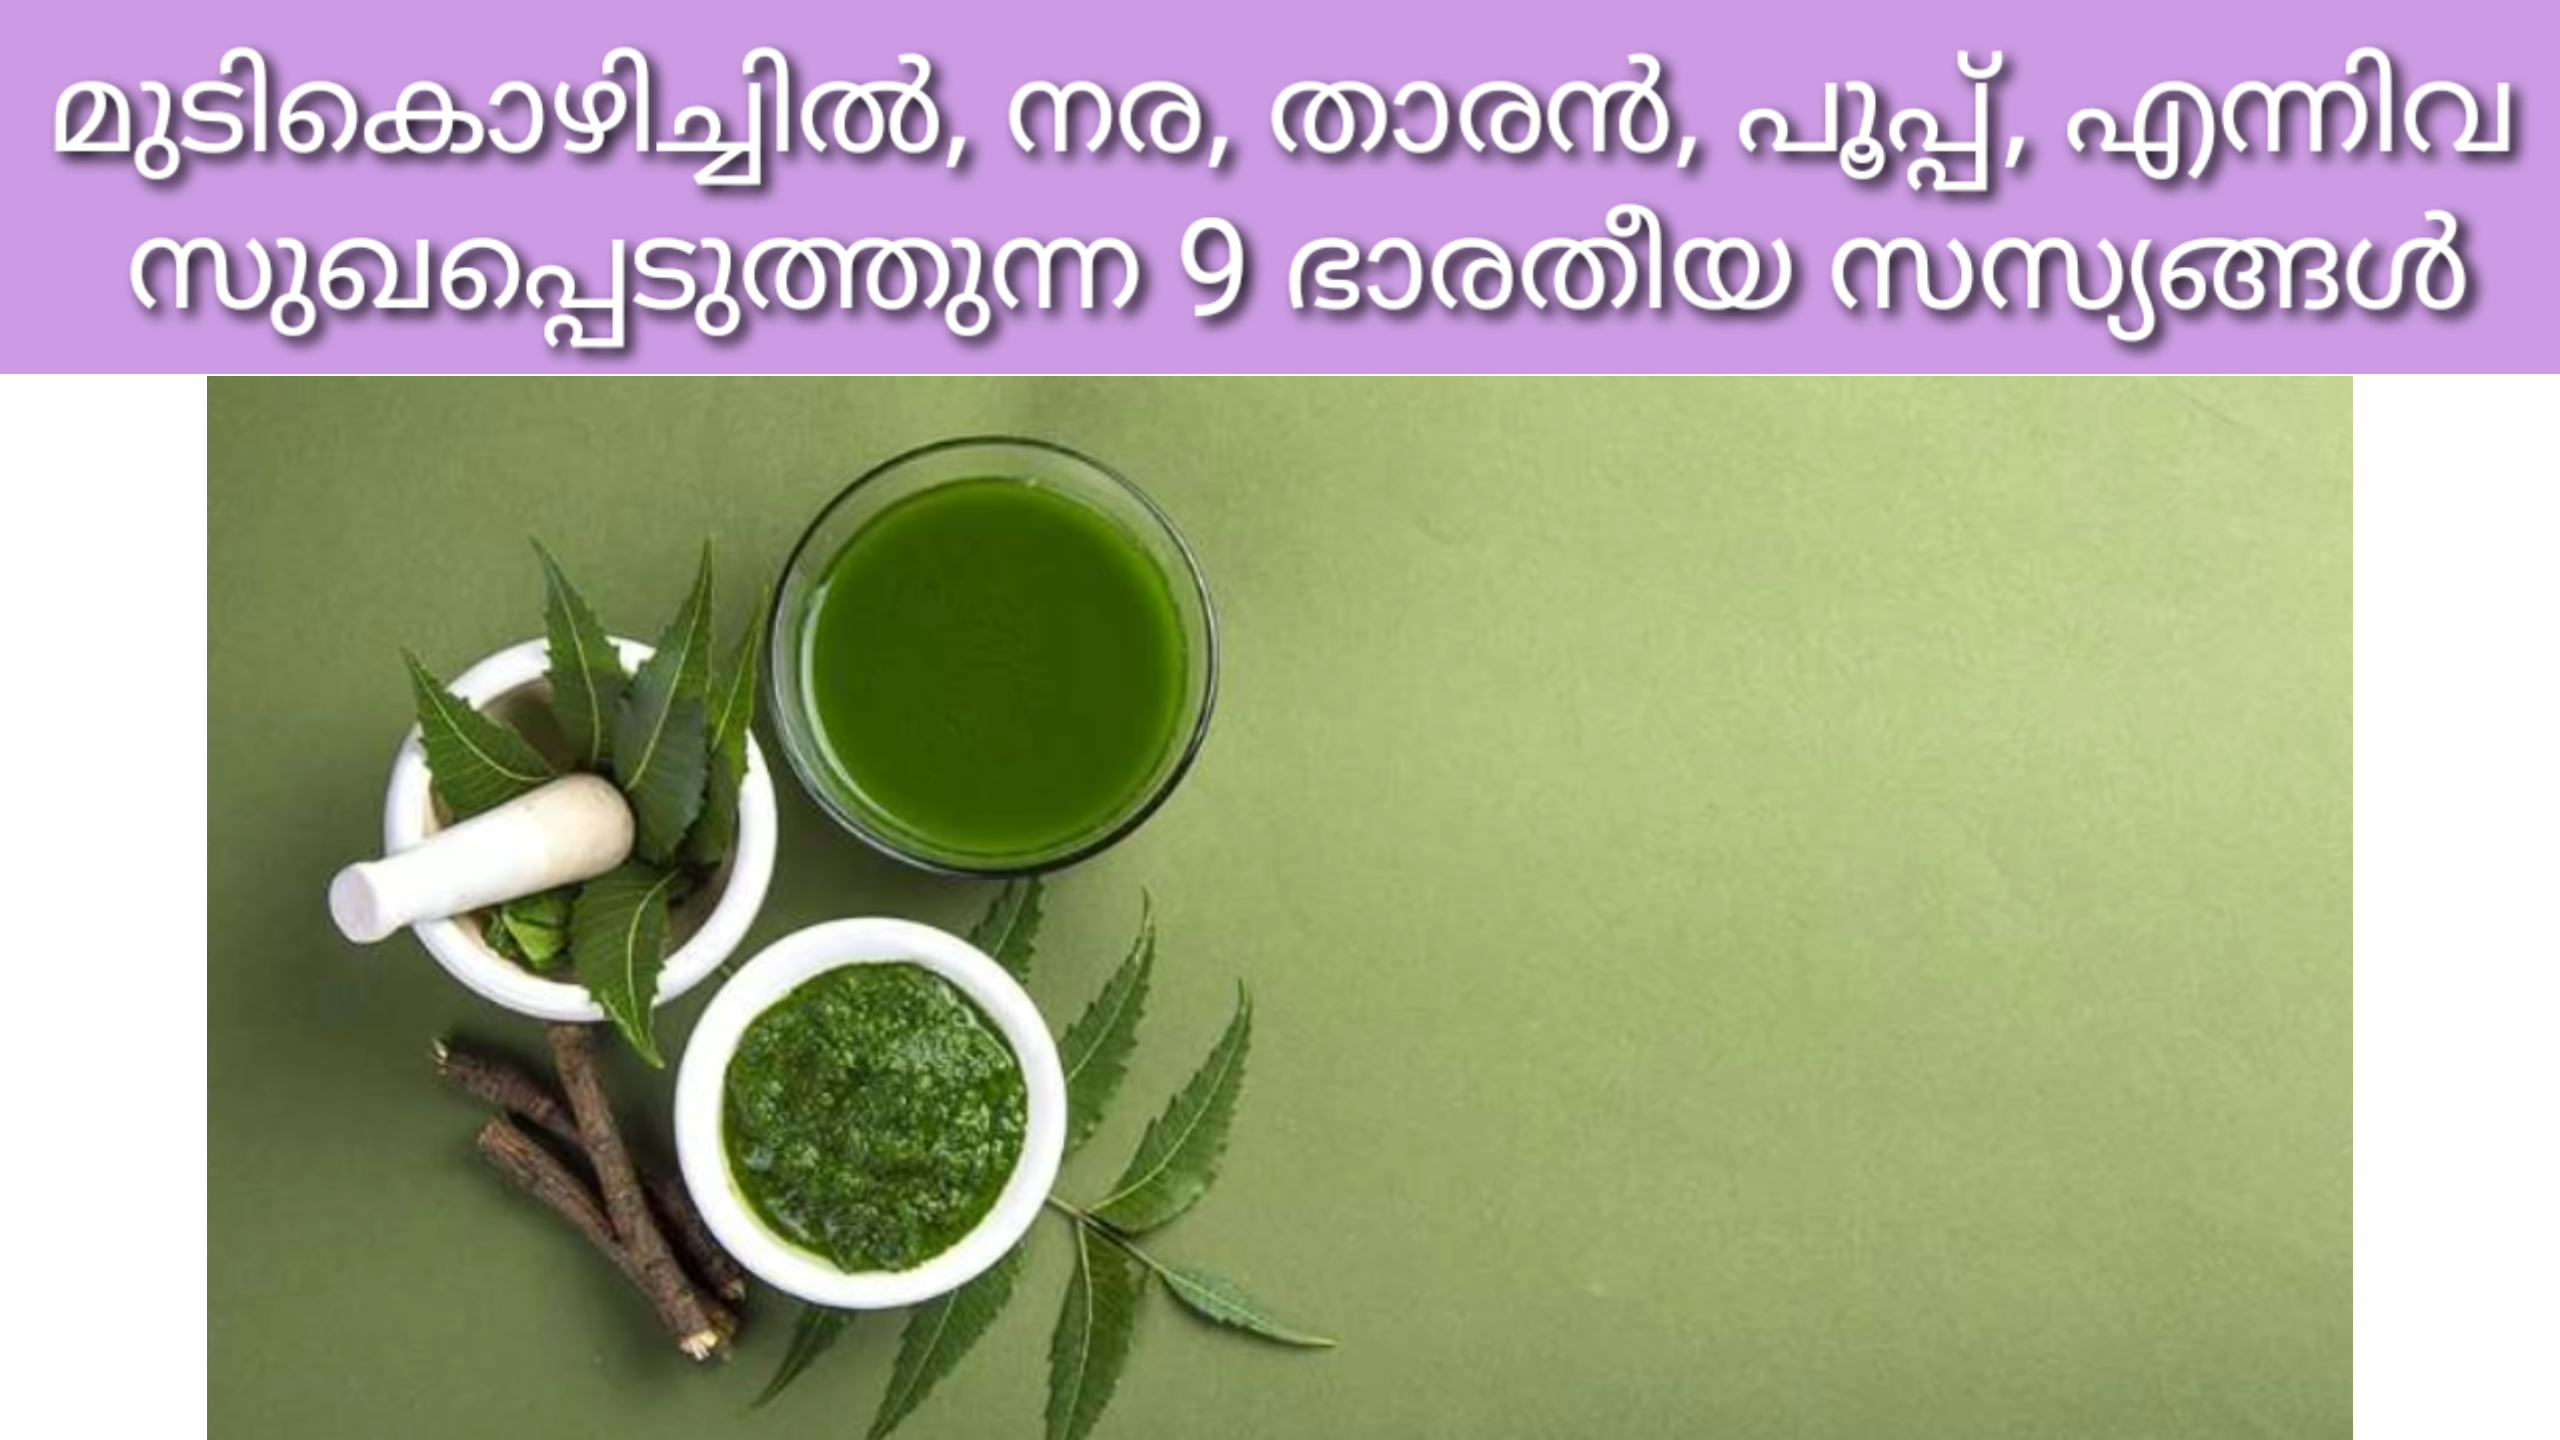 മുടികൊഴിച്ചിൽ, നര, താരൻ, പൂപ്പ്, എന്നിവ
സുഖപ്പെടുത്തുന്ന 9 ഭാരതീയ സസ്യങ്ങൾ